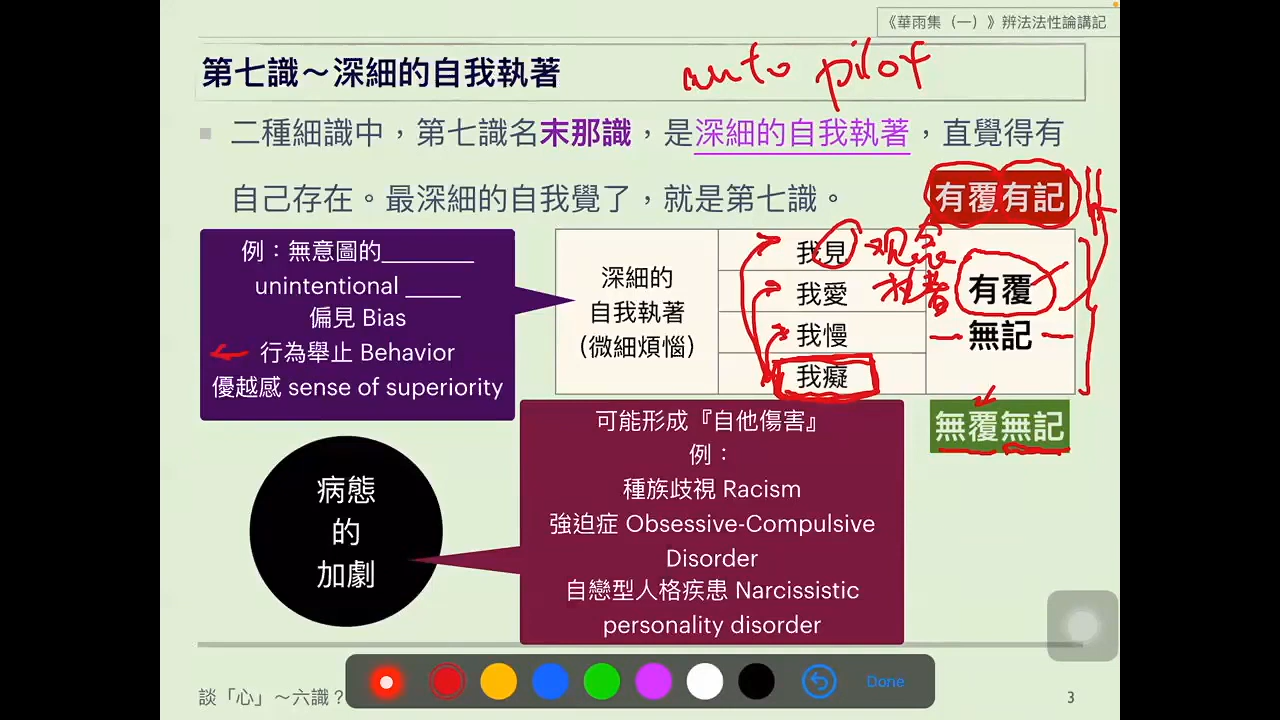 《華雨集（一）》辨法法性論講記
第七識～深細的自我執著
auto pilot
二種細識中，第七識名末那識，是深細的自我執著，直覺得有
自己存在。最深細的自我覺了，就是第七識。
有覆有記
例：無意圖的________
unintentional _____
偏見 Bias
行為舉止 Behavior
優越感 sense of superiority
深細的
自我執著
（微細煩惱）
我見
观念
我愛
执著
我慢
我癡
有覆
無記
無覆無記
病態
的
加劇
可能形成『自他傷害』
例：
種族歧視 Racism
強迫症 Obsessive-Compulsive
Disorder
自戀型人格疾患 Narcissistic
personality disorder
Done
談「心」～六識？
3